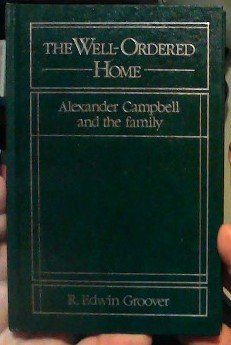 THE WELL-ORDERED
HOME
Alexander Campbell
and the family
R. Edwin Groover